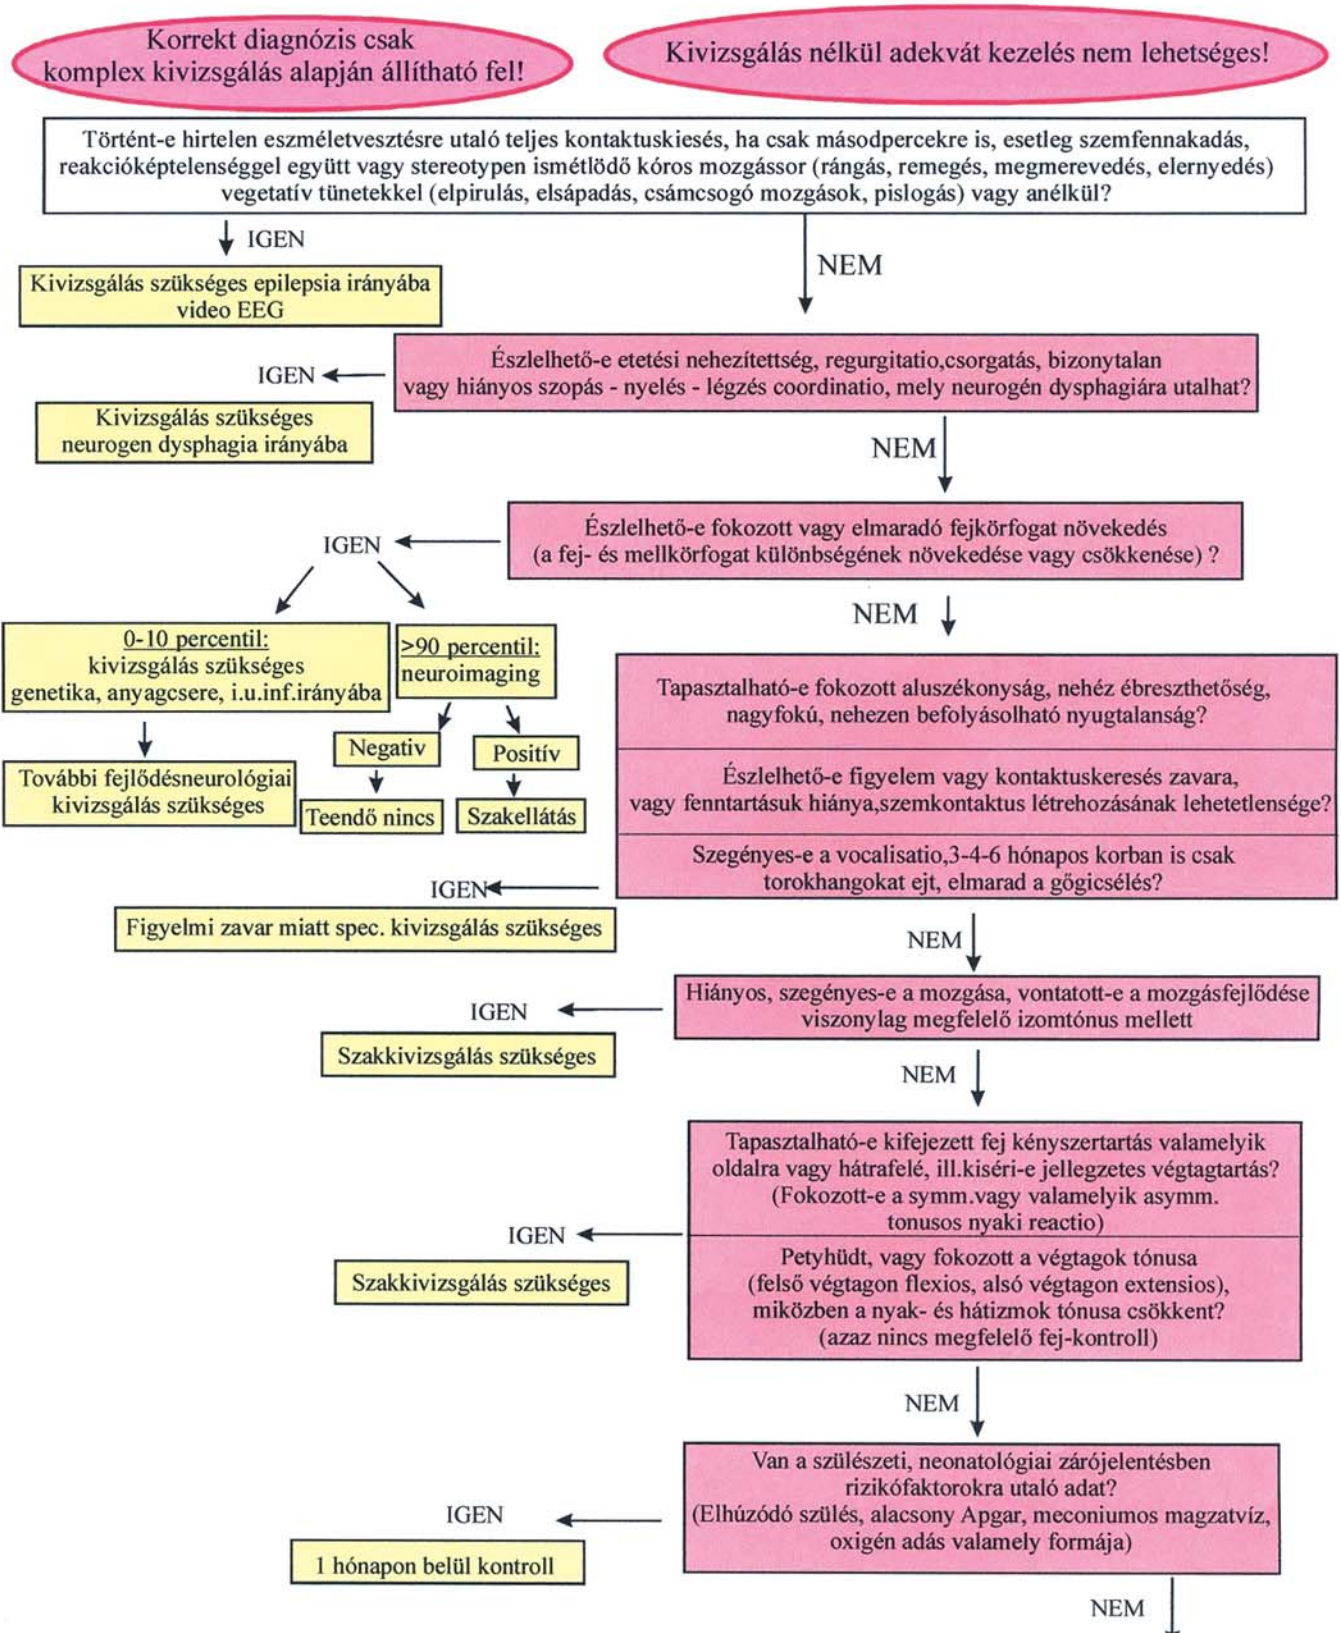 Korrekt diagnózis csak
komplex kivizsgálás alapján állítható fel!
Kivizsgálás nélkül adekvát kezelés nem lehetséges!
Történt-e hirtelen eszméletvesztésre utaló teljes kontaktuskiesés, ha csak másodpercekre is, esetleg szemfennakadás,
reakcióképtelenséggel együtt vagy stereotypen ismétlödő kóros mozgássor (rángás, remegés, megmerevedés, elernyedés)
vegetatív tünetekkel (elpirulás, elsápadás, csámcsogó mozgások, pislogás) vagy anélkül?
IGEN
NEM
Kivizsgálás szükséges epilepsia irányába
video EEG
Észlelhető-e etetési nehezítettség, regurgitatio,csorgatás, bizonytalan
vagy hiányos szopás - nyelés - légzés coordinatio, mely neurogén dysphagiára utalhat?
IGEN
Kivizsgálás szükséges
neurogen dysphagia irányába
NEM
Észlelhető-e fokozott vagy elmaradó fejkörfogat növekedés
(a fej- és mellkörfogat különbségének növekedése vagy csökkenése) ?
IGEN
NEM
0-10 percentil:
kivizsgálás szükséges
genetika, anyagcsere, i.u.inf.irányába
>90 percentil:
neuroimaging
További fejlődésneurológiai
kivizsgálás szükséges
Negativ
Positív
Teendő nincs
Szakellátás
Tapasztalható-e fokozott aluszékonyság, nehéz ébreszthetőség,
nagyfokú, nehezen befolyásolható nyugtalanság?
Észlelhető-e figyelem vagy kontaktuskeresés zavara,
vagy fenntartásuk hiánya,szemkontaktus létrehozásának lehetetlensége?
Szegényes-e a vocalisatio,3-4-6 hónapos korban is csak
torokhangokat ejt, elmarad a gőgicsélés?
IGEN
Figyelmi zavar miatt spec. kivizsgálás szükséges
NEM
Hiányos, szegényes-e a mozgása, vontatott-e a mozgásfejlődése
viszonylag megfelelő izomtónus mellett
IGEN
Szakkivizsgálás szükséges
NEM
Tapasztalható-e kifejezett fej kényszertartás valamelyik
oldalra vagy hátrafelé, ill.kiséri-e jellegzetes végtagtartás?
(Fokozott-e a symm.vagy valamelyik asymm.
tonusos nyaki reactio)
IGEN
Szakkivizsgálás szükséges
Petyhüdt, vagy fokozott a végtagok tónusa
(felső végtagon flexios, alsó végtagon extensios),
miközben a nyak- és hátizmok tónusa csökkent?
(azaz nincs megfelelő fej-kontroll)
NEM
Van a szülészeti, neonatológiai zárójelentésben
rizikófaktorokra utaló adat?
(Elhúzódó szülés, alacsony Apgar, meconiumos magzatvíz,
oxigén adás valamely formája)
IGEN
1 hónapon belül kontroll
NEM